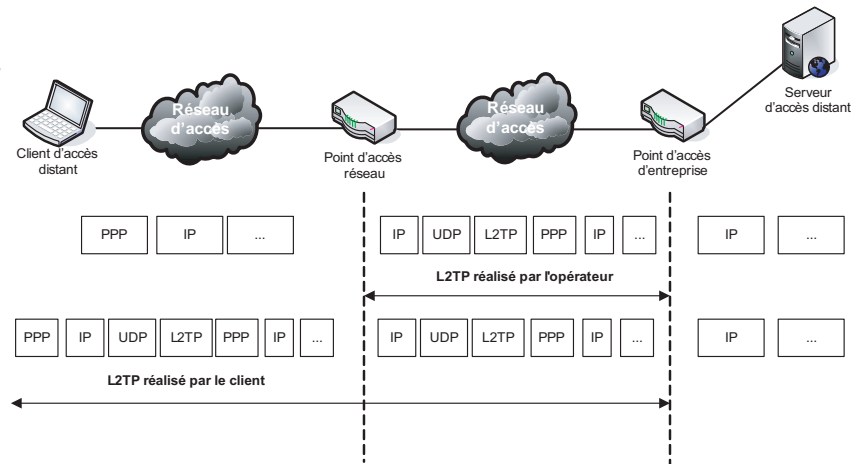 Réseau
d'accès
Réseau
d'accès
Serveur
d'accès distant
Client d'accès
distant
Point d'accès
réseau
Point d'accès
d'entreprise
PPP IP ... IP UDP L2TP PPP IP ... IP ...
L2TP réalisé par l'opérateur
PPP IP UDP L2TP PPP IP ... IP UDP L2TP PPP IP ... IP ...
L2TP réalisé par le client